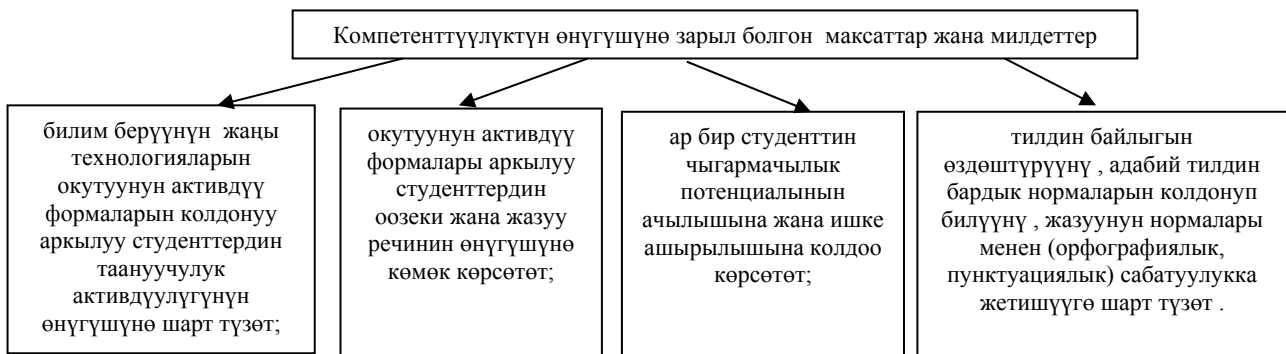 Компетенттүүлүктүн өнүгүшүнө зарыл болгон максаттар жана милдеттер
билим берүүнүн жаңы
технологияларын
окутуунун активдүү
формаларын колдонуу
аркылуу студенттердин
таануучулук
активдүүлүгүнүн
өнүгүшүнө шарт түзөт;
окутуунун активдүү
формалары аркылуу
студенттердин
оозеки жана жазуу
речинин өнүгүшүнө
көмөк көрсөтөт;
ар бир студенттин
чыгармачылык
потенциалынын
ачылышына жана ишке
ашырылышына колдоо
көрсөтөт;
тилдин байлыгын
өздөштүрүүнү , адабий тилдин
бардык нормаларын колдонуп
билүүнү , жазуунун нормалары
менен (орфографиялык,
пунктуациялык) сабатуулукка
жетишүүгө шарт түзөт .